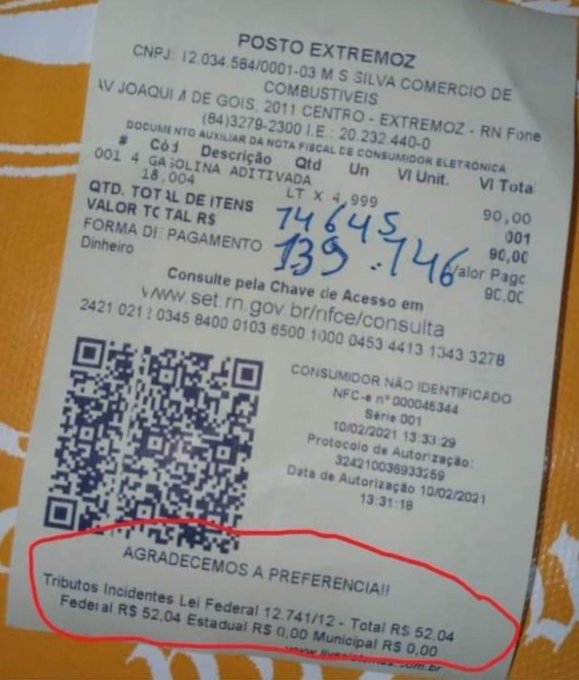 POSTO EXTREMOZ
CNPJ: 12.034.584/0001-03 M S SILVA COMERCIO DE
COMBUSTIVEIS
AV JOAQUIM DE GOIS, 2011 CENTRO - EXTREMOZ - RN Fone
(84)3279-2300 I.E.: 20.232.440-0
DOCUMENTO AUXILIAR DA NOTA FISCAL DE CONSUMIDOR ELETRÔNICA
# Cód Descrição Qtd Un Vl Unit. Vl Total
001 4 GASOLINA ADITIVADA
18,004 LT X 4,999 90,00
QTD. TOTAL DE ITENS 001
VALOR TOTAL R$ 90,00
FORMA DE PAGAMENTO Valor Pago
Dinheiro 90,00
14645
139.146
Consulte pela Chave de Acesso em
www.set.rn.gov.br/nfce/consulta
2421 021 0345 8400 0103 6500 1000 0453 4413 1343 3278
CONSUMIDOR NÃO IDENTIFICADO
NFC-e nº 000045344
Série 001
10/02/2021 13:33:29
Protocolo de Autorização:
324210036933259
Data de Autorização 10/02/2021
13:31:18
AGRADECEMOS A PREFERENCIA!!
Tributos Incidentes Lei Federal 12.741/12 - Total R$ 52,04
Federal R$ 52,04 Estadual R$ 0,00 Municipal R$ 0,00